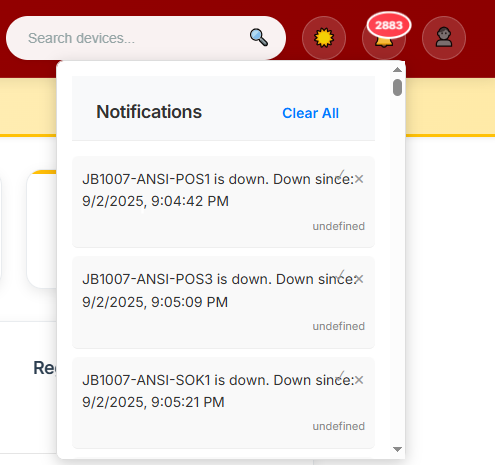 Search devices...
2883
Notifications
Clear All
JB1007-ANSI-POS1 is down. Down since:
9/2/2025, 9:04:42 PM
undefined
JB1007-ANSI-POS3 is down. Down since:
9/2/2025, 9:05:09 PM
undefined
Re
JB1007-ANSI-SOK1 is down. Down since:
9/2/2025, 9:05:21 PM
undefined